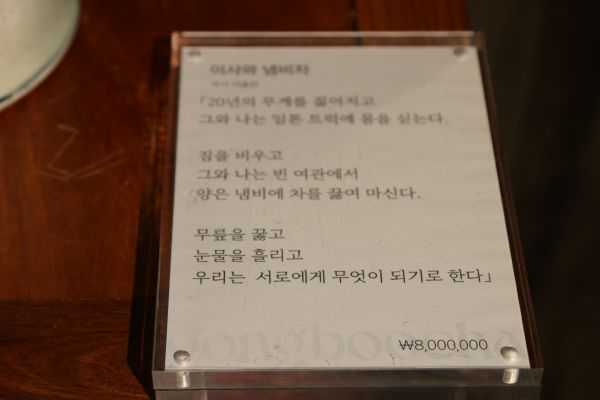 이사와 냄비차
「20년의 무게를 짊어지고
그와 나는 일톤 트럭에 몸을 싣는다.
짐을 비우고
그와 나는 빈 여관에서
양은 냄비에 차를 끓여 마신다.
무릎을 꿇고
눈물을 흘리고
우리는 서로에게 무엇이 되기로 한다」
₩8,000,000